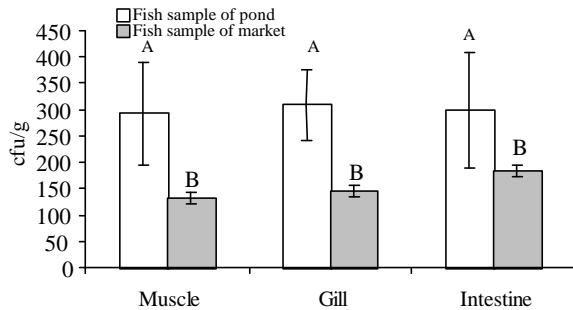 Fish sample of pond
Fish sample of market
450
400
350
300
250
200
150
100
50
0
cfu/g
A
B
A
B
A
B
Muscle
Gill
Intestine